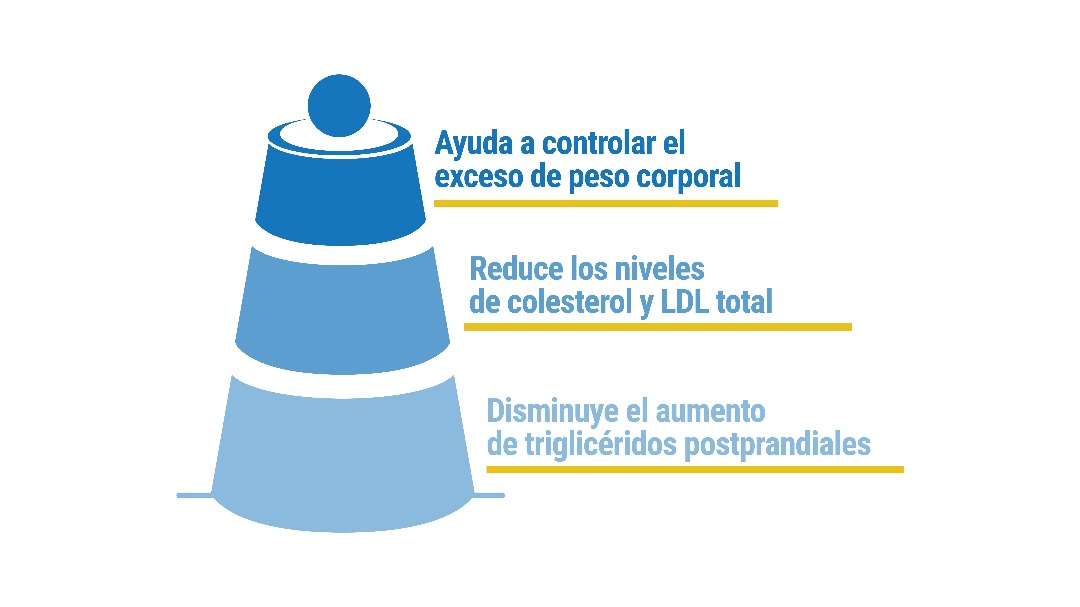 Ayuda a controlar el
exceso de peso corporal
Reduce los niveles
de colesterol y LDL total
Disminuye el aumento
de triglicéridos postprandiales